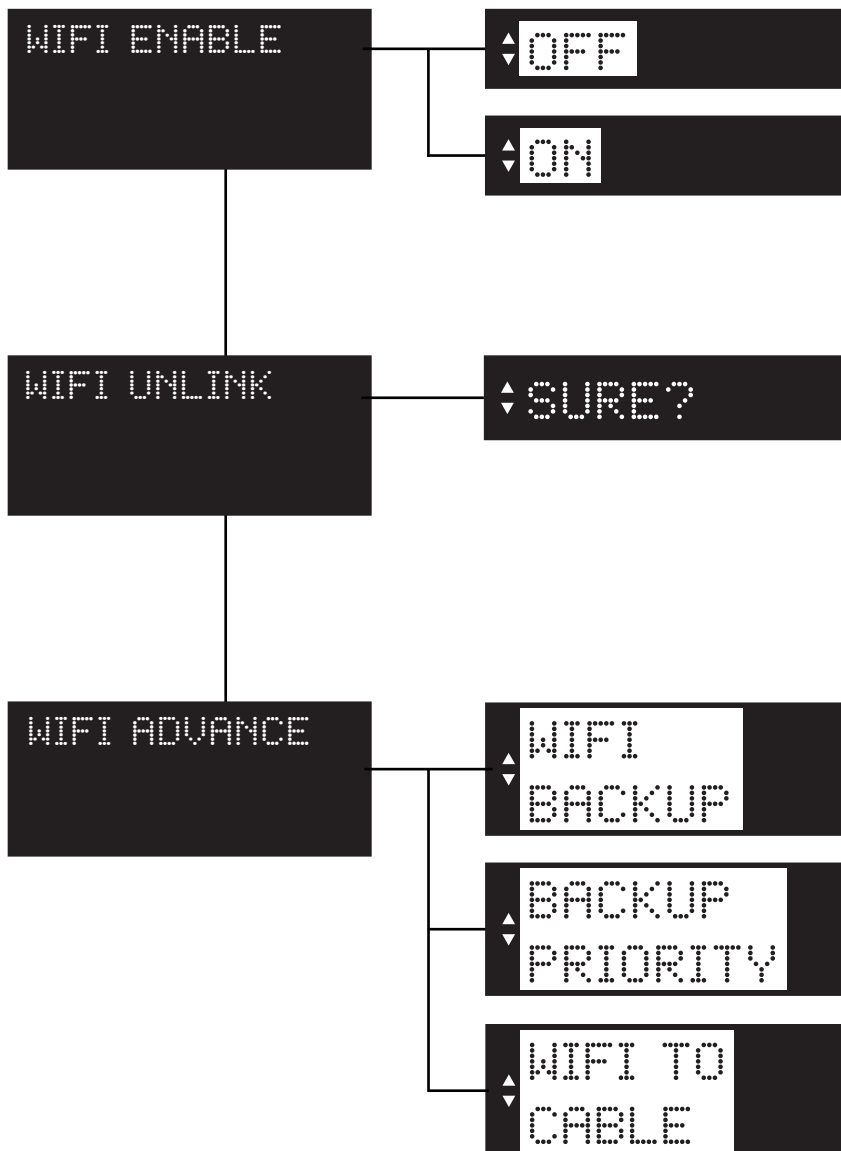 WIFI ENABLE
OFF
ON
WIFI UNLINK
SURE?
WIFI ADVANCE
WIFI
BACKUP
BACKUP
PRIORITY
WIFI TO
CABLE